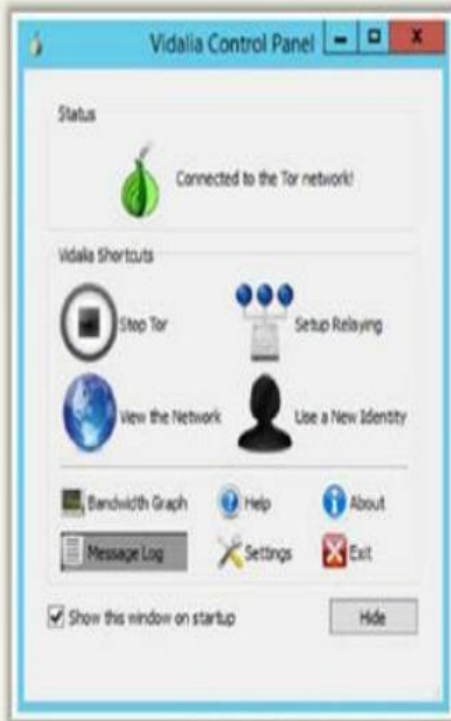 Vidalia Control Panel
Status
Connected to the Tor network!
Vidalia Shortcuts
Stop Tor
Setup Relaying
View the Network
Use a New Identity
Bandwidth Graph
Help
About
Message Log
Settings
Exit
Show this window on startup
Hide